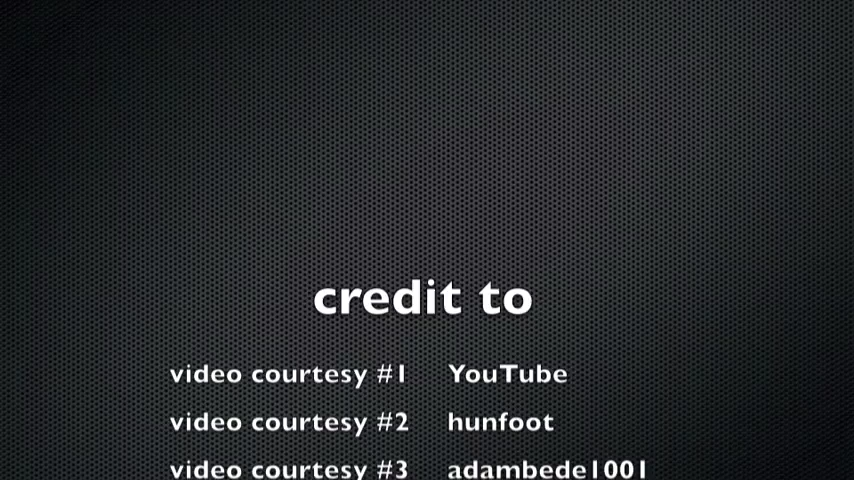 credit to
video courtesy #1 YouTube
video courtesy #2 hunfoot
video courtesy #3 adambede1001